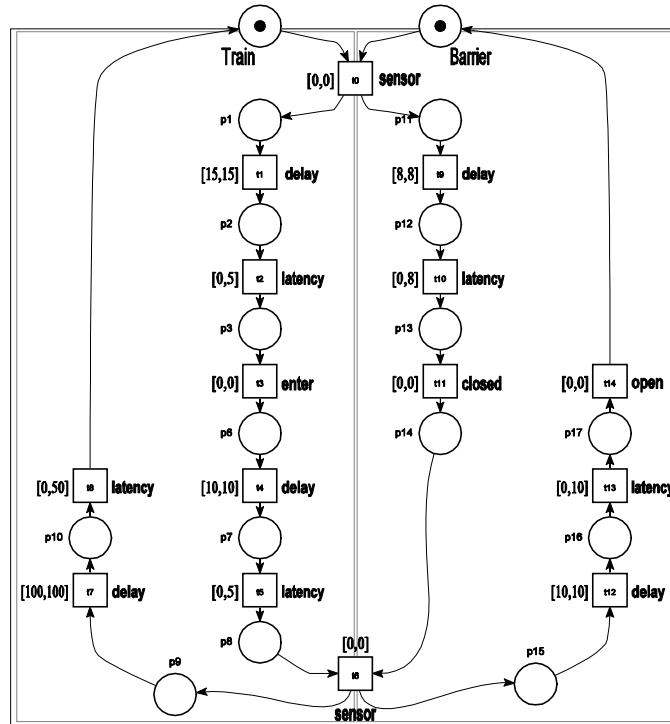 Train
Barrier
[0,0] t0 sensor
p1
p11
[15,15] t1 delay
[8,8] t9 delay
p2
p12
[0,5] t2 latency
[0,8] t10 latency
p3
p13
[0,0] t3 enter
[0,0] t11 closed
[0,0] t14 open
p6
p14
p17
[0,50] t8 latency
[10,10] t4 delay
[0,10] t13 latency
p10
p7
p16
[100,100] t7 delay
[0,5] t5 latency
[10,10] t12 delay
p8
[0,0]
p9
p15
t6
sensor